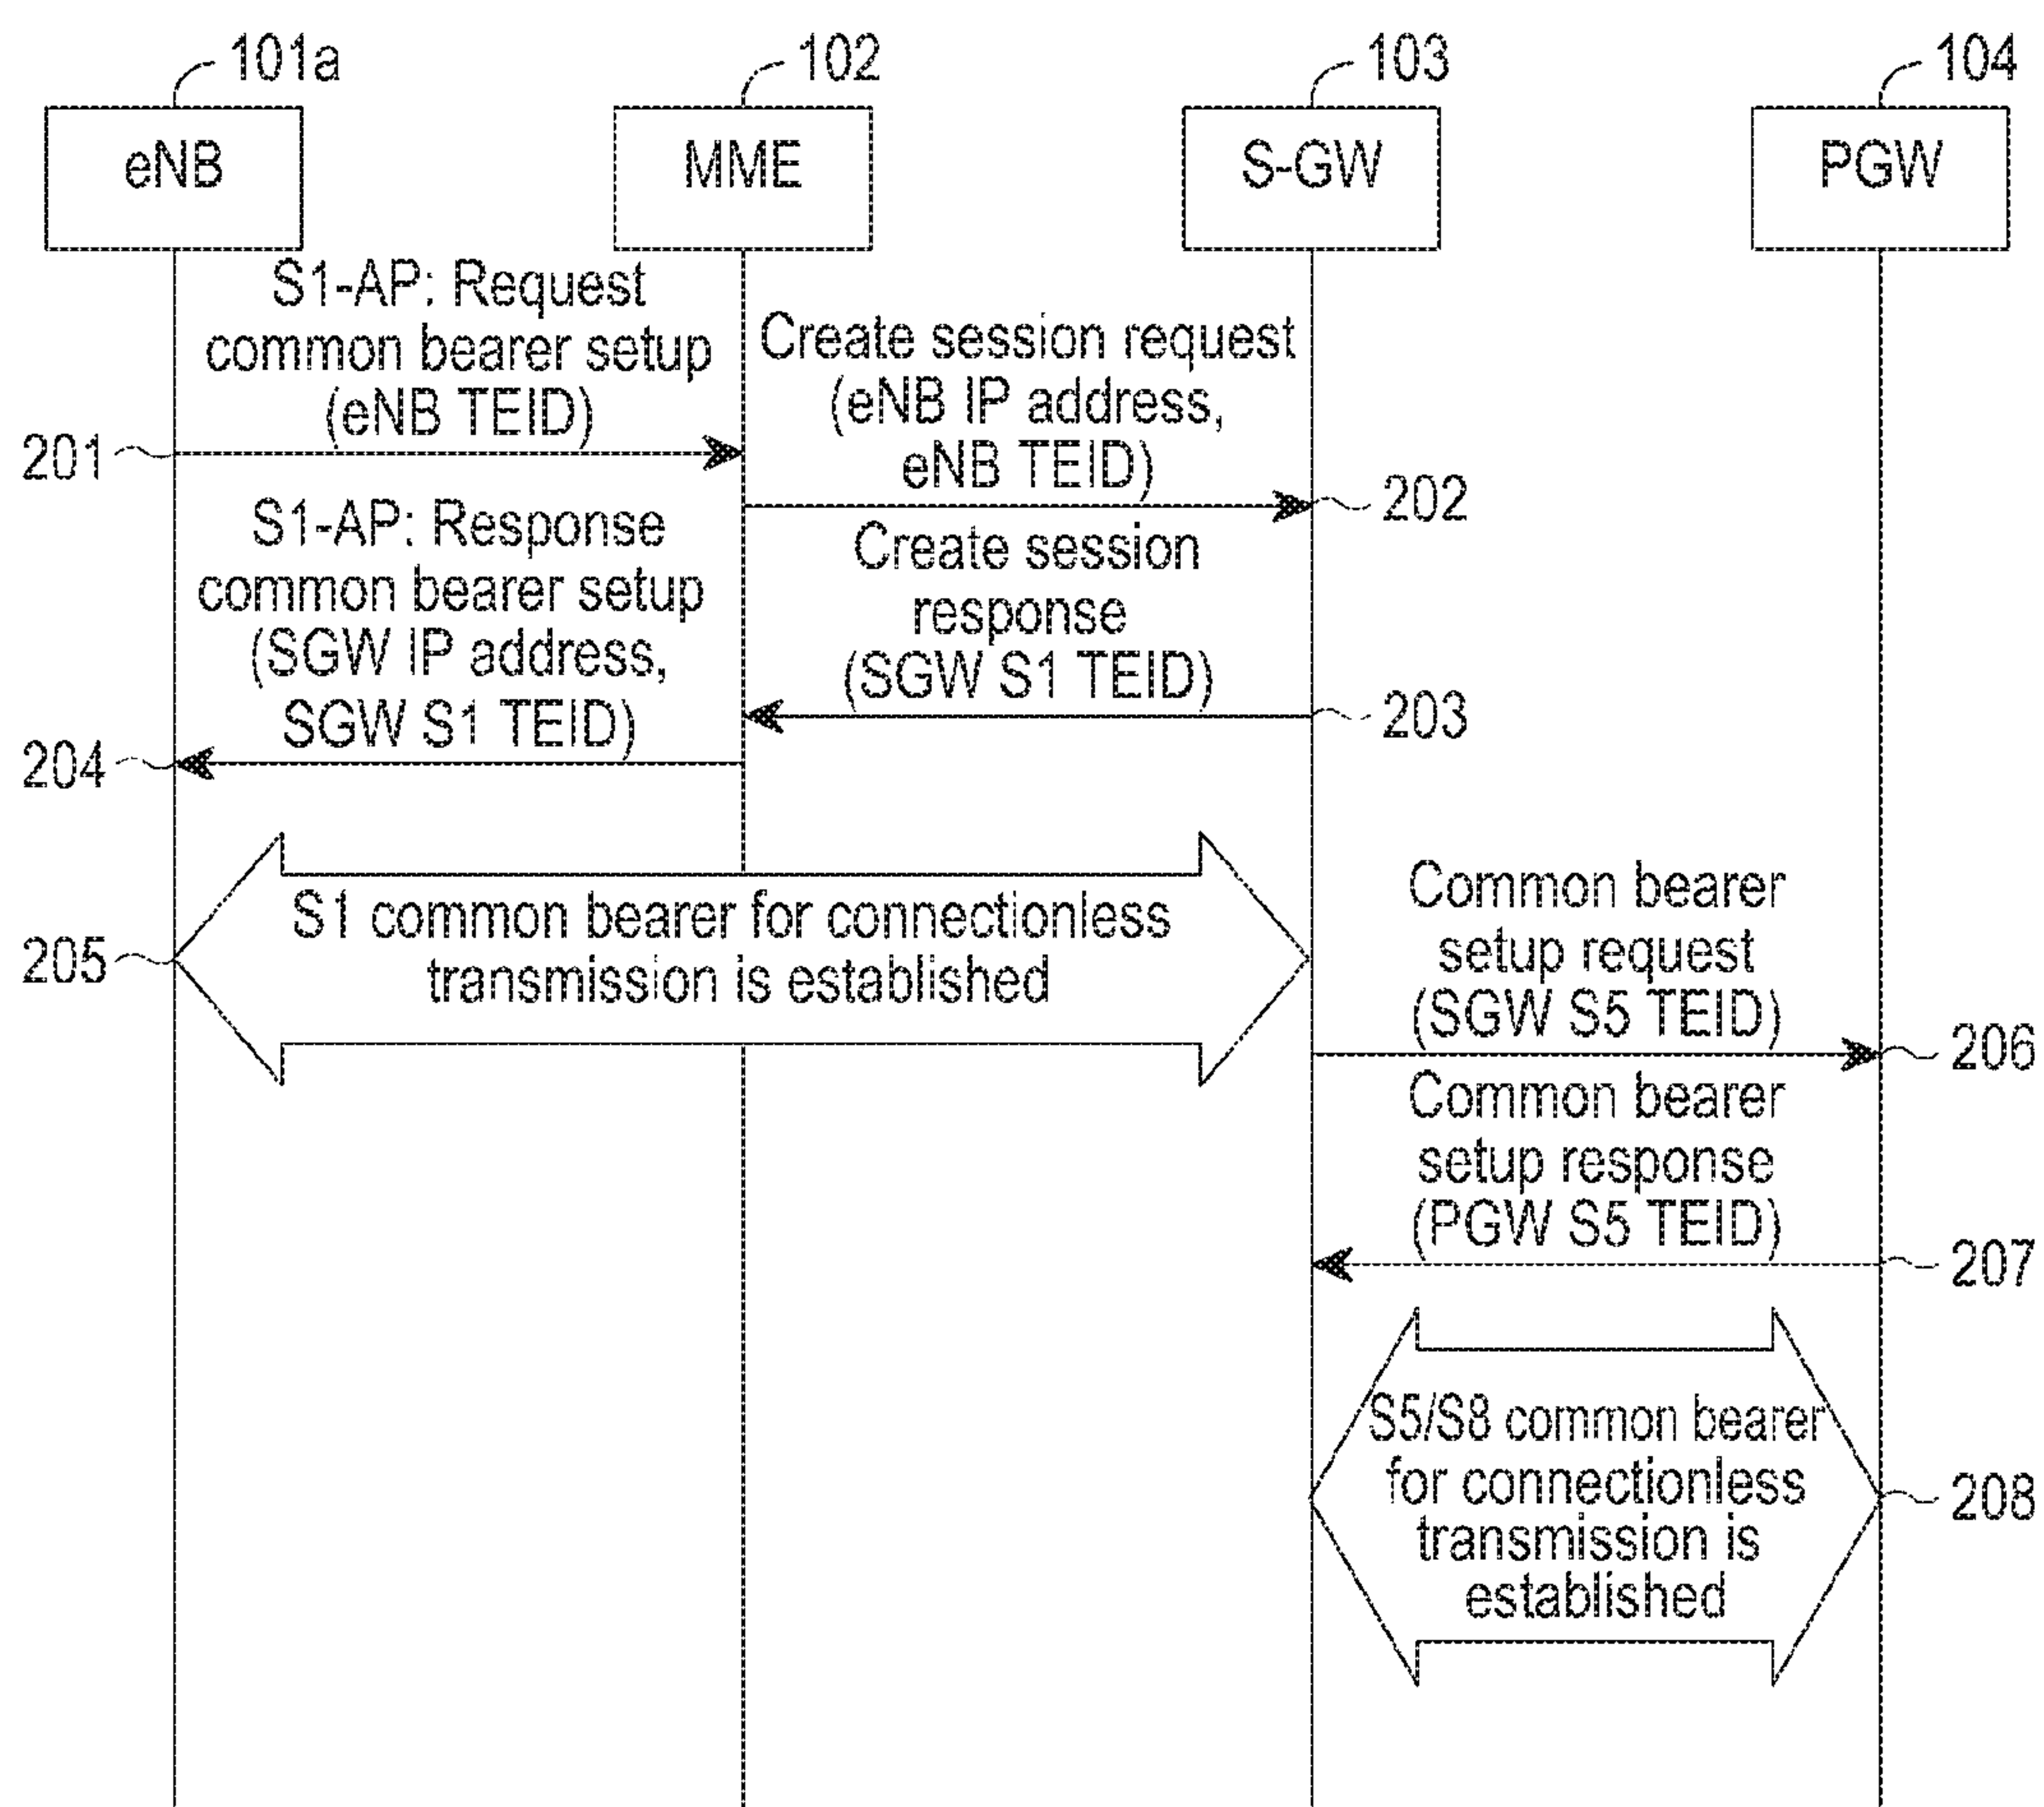 101a
102
103
104
eNB
MME
S-GW
PGW
S1-AP: Request
common bearer setup
(eNB TEID)
201
Create session request
(eNB IP address,
eNB TEID)
202
Create session
response
(SGW S1 TEID)
203
S1-AP: Response
common bearer setup
(SGW IP address,
SGW S1 TEID)
204
S1 common bearer for connectionless
transmission is established
205
Common bearer
setup request
(SGW S5 TEID)
206
Common bearer
setup response
(PGW S5 TEID)
207
S5/S8 common bearer
for connectionless
transmission is
established
208